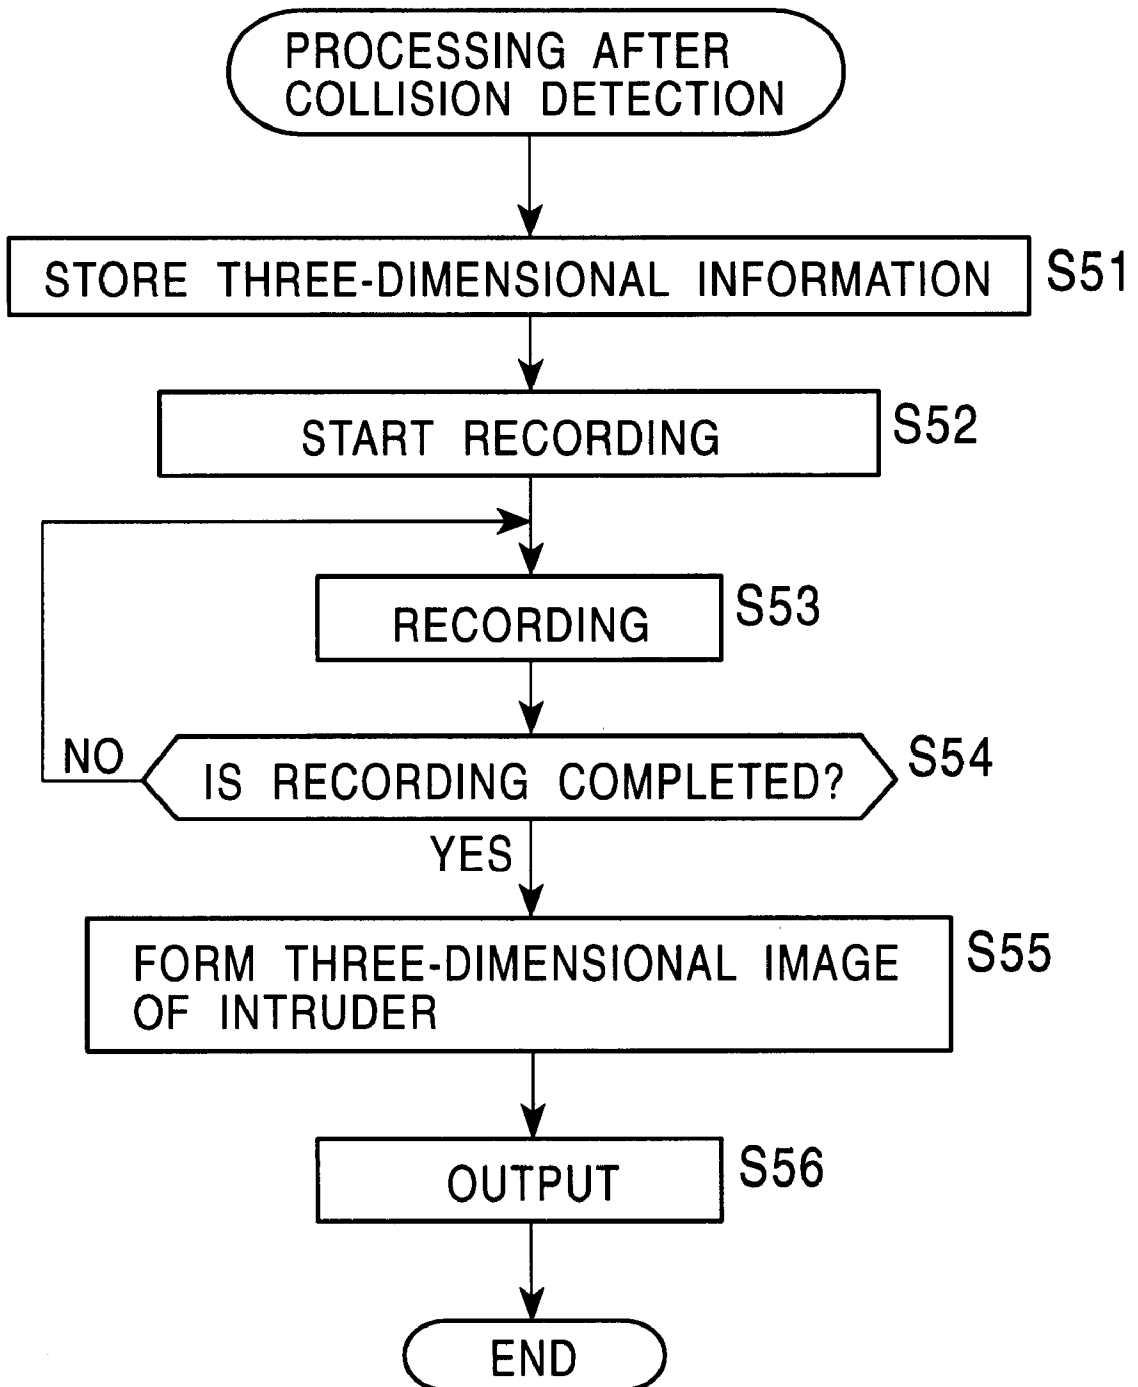 PROCESSING AFTER
COLLISION DETECTION
STORE THREE-DIMENSIONAL INFORMATION
S51
START RECORDING
S52
RECORDING
S53
NO
IS RECORDING COMPLETED?
S54
YES
FORM THREE-DIMENSIONAL IMAGE
OF INTRUDER
S55
OUTPUT
S56
END